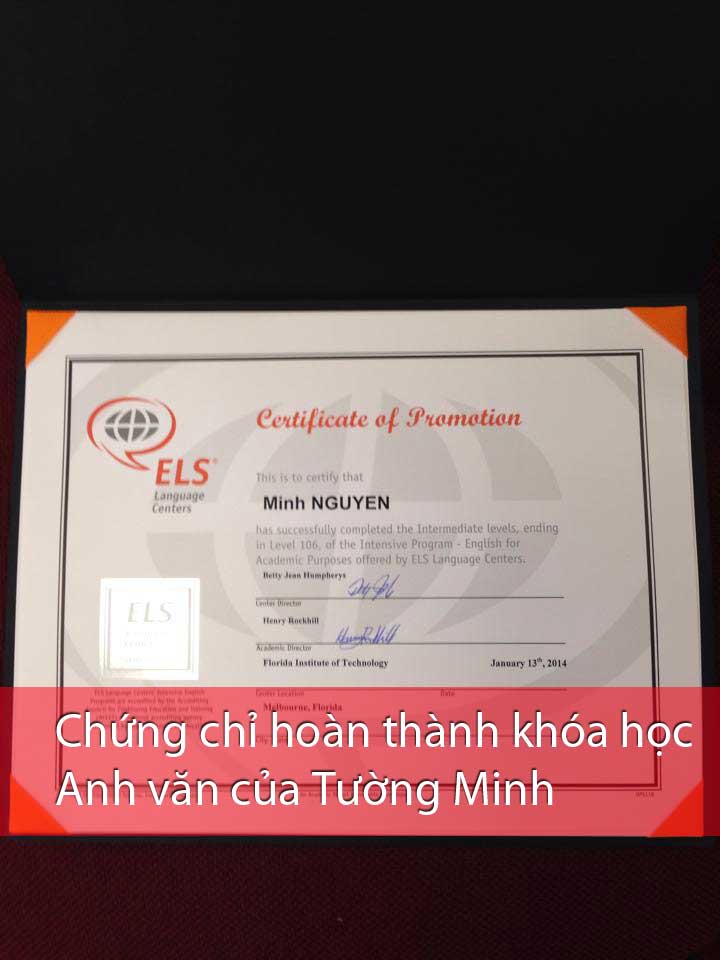 ELS
Language
Centers
Certificate of Promotion
This is to certify that
Minh NGUYEN
has successfully completed the Intermediate levels, ending
in Level 106, of the Intensive Program - English for
Academic Purposes offered by ELS Language Centers.
Betty Jean Humpherys
Center Director
Henry Rockhill
Academic Director
Florida Institute of Technology January 13th, 2014
Center Location Date
Melbourne, Florida
ELS
Chứng chỉ hoàn thành khóa học
Anh văn của Tường Minh